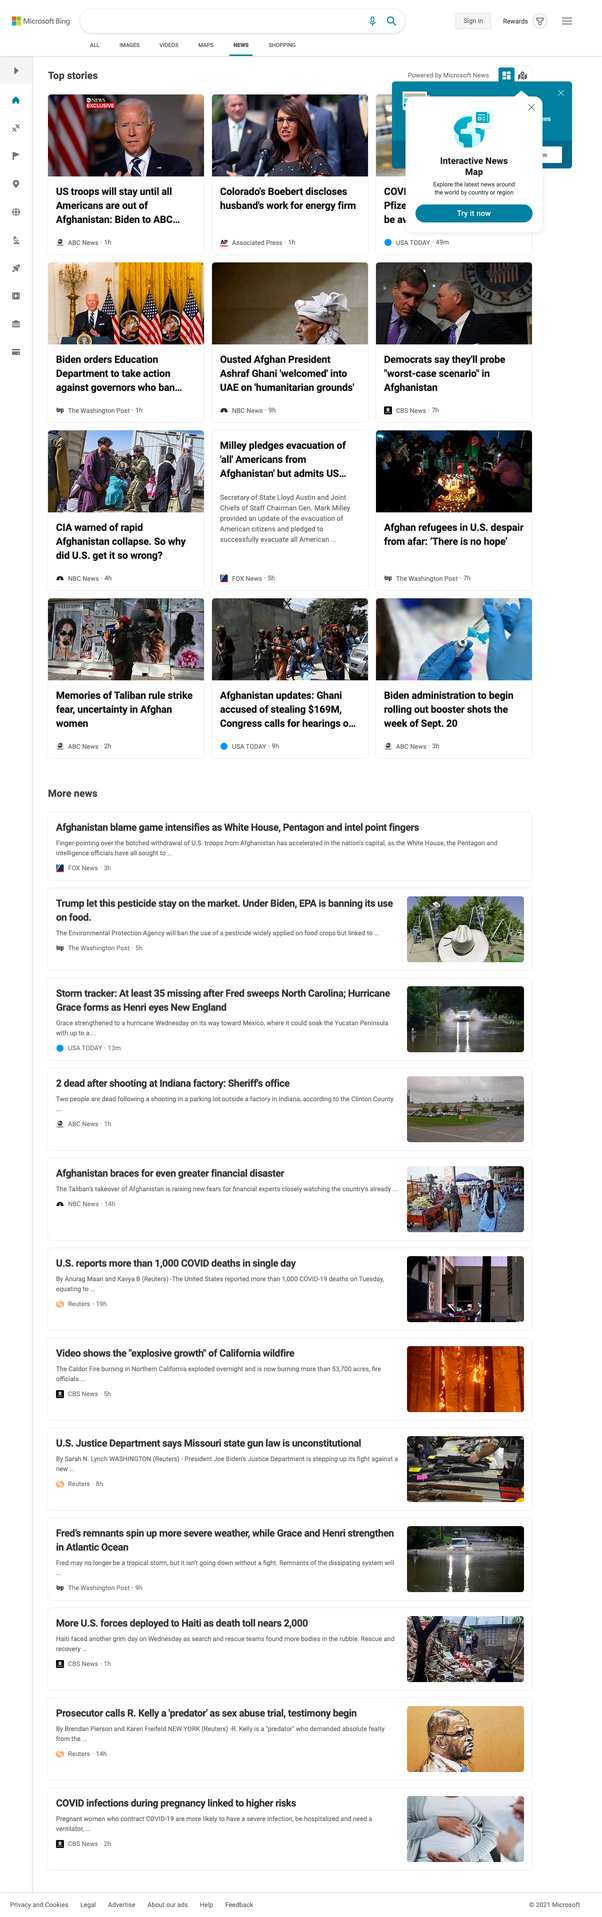 Microsoft Bing
Sign in
Rewards
ALL
IMAGES
VIDEOS
MAPS
NEWS
SHOPPING
Top stories
Powered by Microsoft News
Interactive News
Map
Explore the latest news around
the world by country or region
Try it now
abc NEWS
EXCLUSIVE
US troops will stay until all
Americans are out of
Afghanistan: Biden to ABC...
ABC News · 1h
Colorado's Boebert discloses
husband's work for energy firm
AP
Associated Press · 1h
COVI
Pfize
be av
USA TODAY · 49m
Biden orders Education
Department to take action
against governors who ban...
wp The Washington Post · 1h
Ousted Afghan President
Ashraf Ghani 'welcomed' into
UAE on 'humanitarian grounds'
NBC News · 9h
Democrats say they'll probe
"worst-case scenario" in
Afghanistan
CBS News · 7h
CIA warned of rapid
Afghanistan collapse. So why
did U.S. get it so wrong?
NBC News · 4h
Milley pledges evacuation of
'all' Americans from
Afghanistan' but admits US...
Secretary of State Lloyd Austin and Joint
Chiefs of Staff Chairman Gen. Mark Milley
provided an update of the evacuation of
American citizens and pledged to
successfully evacuate all American ...
FOX News · 5h
Afghan refugees in U.S. despair
from afar: 'There is no hope'
wp The Washington Post · 7h
Memories of Taliban rule strike
fear, uncertainty in Afghan
women
ABC News · 2h
Afghanistan updates: Ghani
accused of stealing $169M,
Congress calls for hearings o...
USA TODAY · 9h
Biden administration to begin
rolling out booster shots the
week of Sept. 20
ABC News · 3h
More news
Afghanistan blame game intensifies as White House, Pentagon and intel point fingers
Finger-pointing over the botched withdrawal of U.S. troops from Afghanistan has accelerated in the nation's capital, as the White House, the Pentagon and
intelligence officials have all sought to ...
FOX News · 3h
Trump let this pesticide stay on the market. Under Biden, EPA is banning its use
on food.
The Environmental Protection Agency will ban the use of a pesticide widely applied on food crops but linked to ...
wp The Washington Post · 5h
Storm tracker: At least 35 missing after Fred sweeps North Carolina; Hurricane
Grace forms as Henri eyes New England
Grace strengthened to a hurricane Wednesday on its way toward Mexico, where it could soak the Yucatan Peninsula
with up to a ...
USA TODAY · 13m
2 dead after shooting at Indiana factory: Sheriff's office
Two people are dead following a shooting in a parking lot outside a factory in Indiana, according to the Clinton County
...
ABC News · 1h
Afghanistan braces for even greater financial disaster
The Taliban's takeover of Afghanistan is raising new fears for financial experts closely watching the country's already ...
NBC News · 14h
U.S. reports more than 1,000 COVID deaths in single day
By Anurag Maan and Kavya B (Reuters) -The United States reported more than 1,000 COVID-19 deaths on Tuesday,
equating to ...
Reuters · 19h
Video shows the "explosive growth" of California wildfire
The Caldor Fire burning in Northern California exploded overnight and is now burning more than 53,700 acres, fire
officials ...
CBS News · 5h
U.S. Justice Department says Missouri state gun law is unconstitutional
By Sarah N. Lynch WASHINGTON (Reuters) - President Joe Biden's Justice Department is stepping up its fight against a
new ...
Reuters · 8h
Fred's remnants spin up more severe weather, while Grace and Henri strengthen
in Atlantic Ocean
Fred may no longer be a tropical storm, but it isn't going down without a fight. Remnants of the dissipating system will
...
wp The Washington Post · 9h
More U.S. forces deployed to Haiti as death toll nears 2,000
Haiti faced another grim day on Wednesday as search and rescue teams found more bodies in the rubble. Rescue and
recovery ...
CBS News · 1h
Prosecutor calls R. Kelly a 'predator' as sex abuse trial, testimony begin
By Brendan Pierson and Karen Freifeld NEW YORK (Reuters) -R. Kelly is a "predator" who demanded absolute fealty
from the ...
Reuters · 14h
COVID infections during pregnancy linked to higher risks
Pregnant women who contract COVID-19 are more likely to have a severe infection, be hospitalized and need a
ventilator, ...
CBS News · 2h
Privacy and Cookies
Legal
Advertise
About our ads
Help
Feedback
© 2021 Microsoft